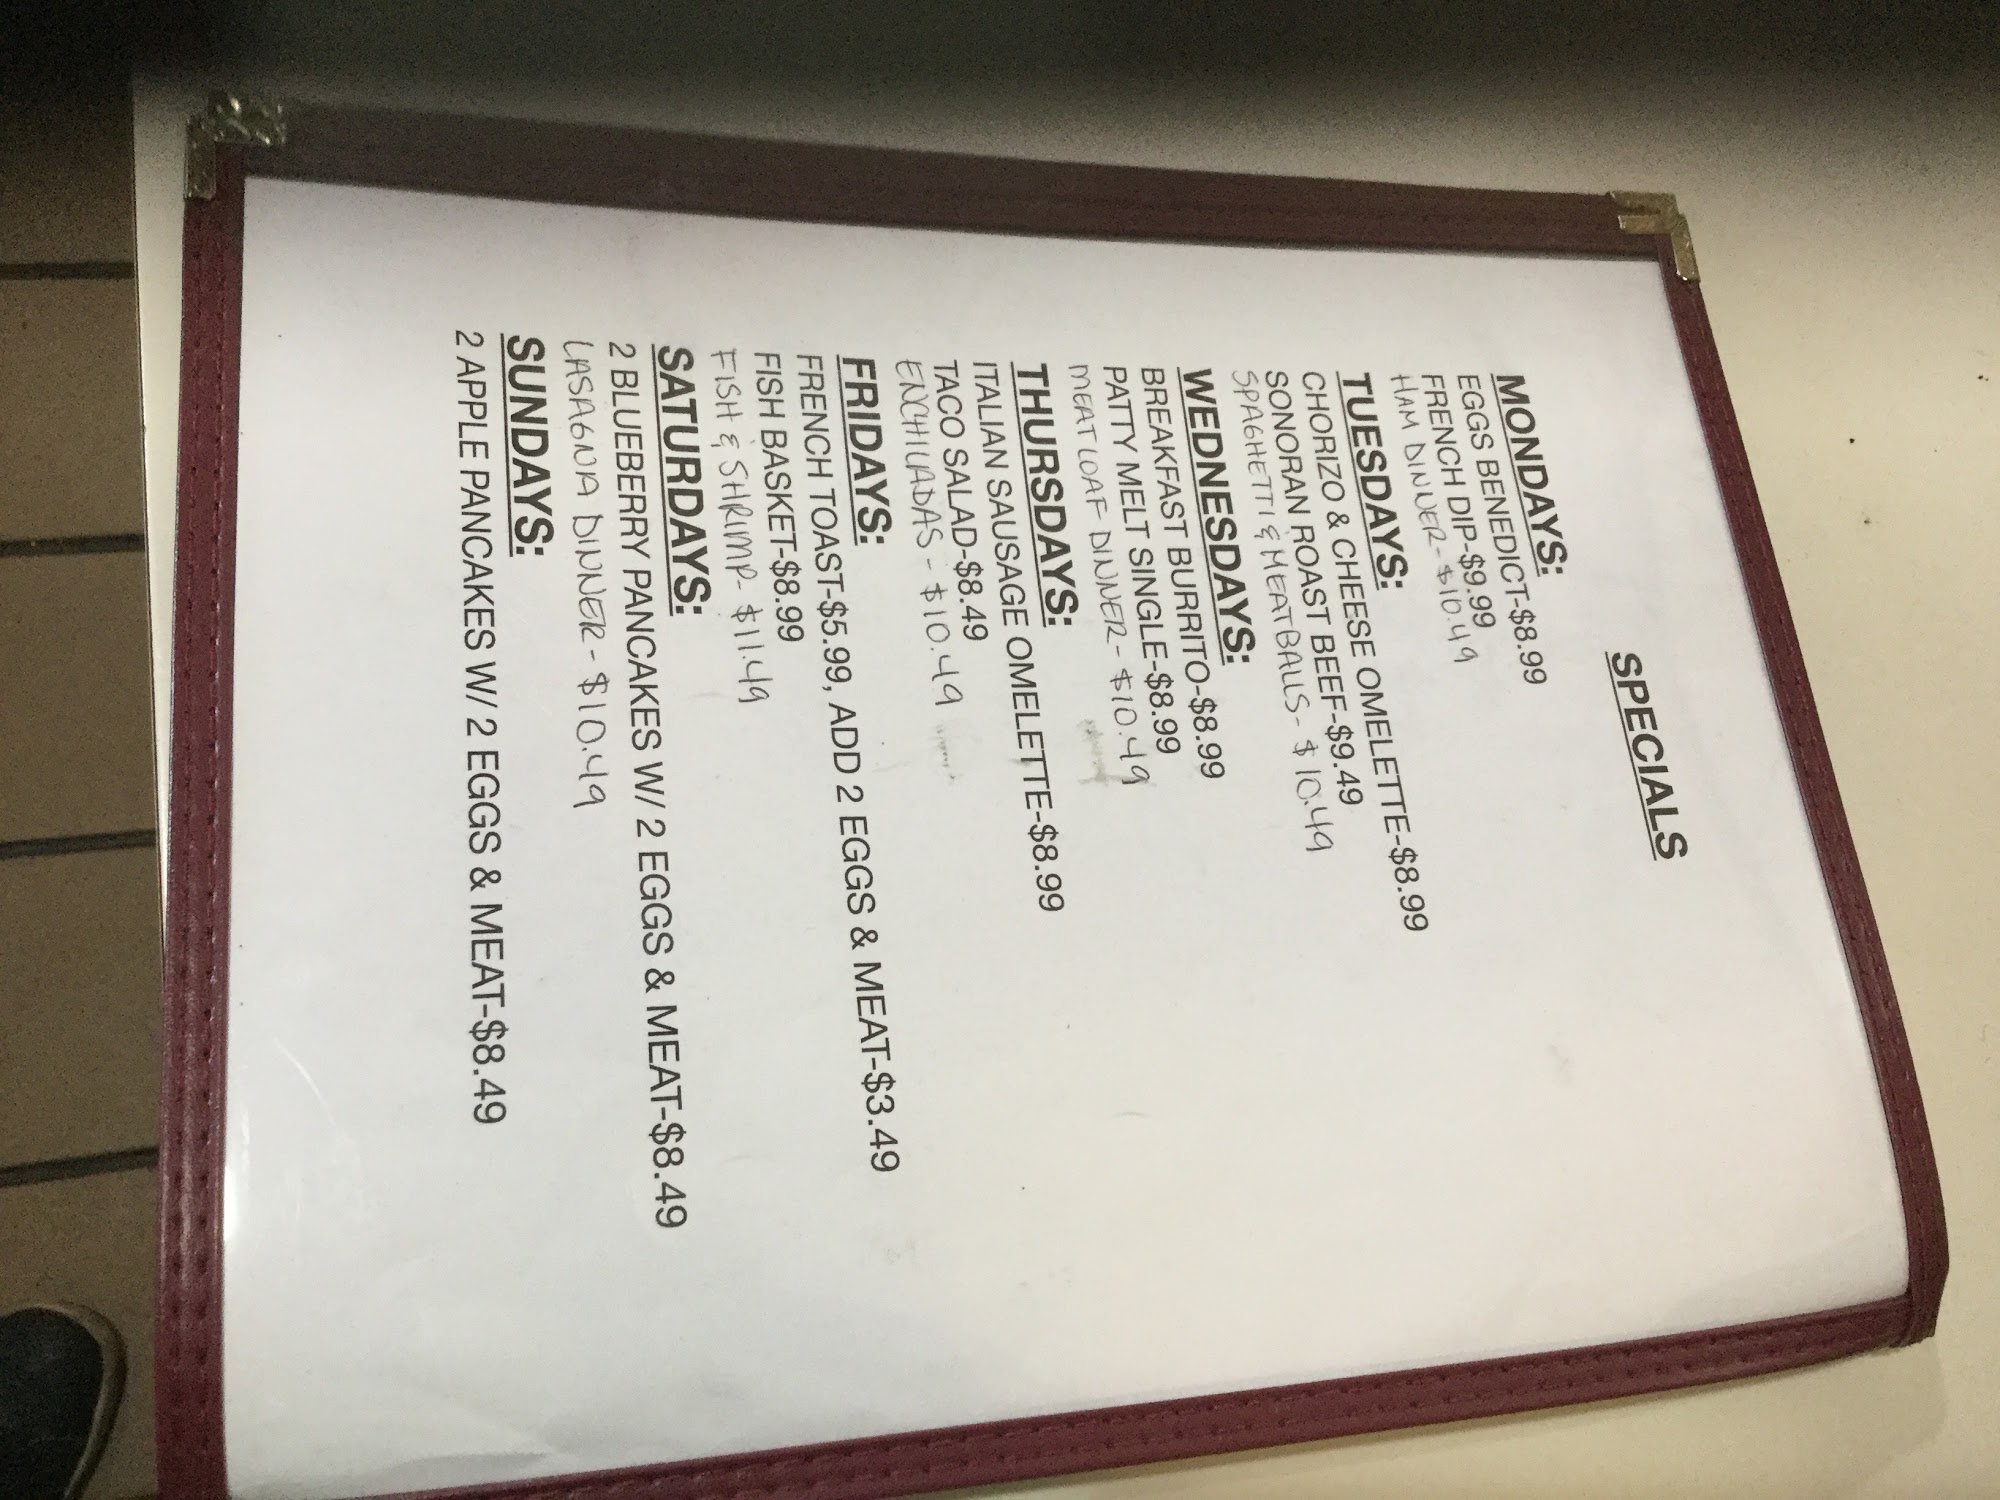 SPECIALS
MONDAYS:
EGGS BENEDICT-$8.99
FRENCH DIP-$9.99
HAM DINNER-$10.49
TUESDAYS:
CHORIZO & CHEESE OMELETTE-$8.99
SONORAN ROAST BEEF-$9.49
SPAGHETTI & MEATBALLS-$10.49
WEDNESDAYS:
BREAKFAST BURRITO-$8.99
PATTY MELT SINGLE-$8.99
MEATLOAF DINNER-$10.49
THURSDAYS:
ITALIAN SAUSAGE OMELETTE-$8.99
TACO SALAD-$8.49
ENCHILADAS-$10.49
FRIDAYS:
FRENCH TOAST-$5.99, ADD 2 EGGS & MEAT-$3.49
FISH BASKET-$8.99
FISH & SHRIMP-$11.49
SATURDAYS:
2 BLUEBERRY PANCAKES W/ 2 EGGS & MEAT-$8.49
LASAGNA DINNER-$10.49
SUNDAYS:
2 APPLE PANCAKES W/ 2 EGGS & MEAT-$8.49